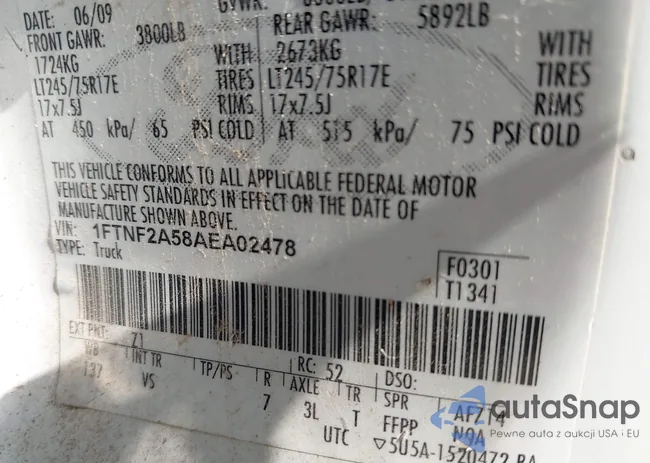 DATE: 06/09
FRONT GAWR: 3800LB
1724KG WITH
LT245/75R17E TIRES
17x7.5J RIMS
AT 450 kPa/ 65 PSI COLD
REAR GAWR: 5892LB
2673KG WITH
LT245/75R17E TIRES
17x7.5J RIMS
AT 515 kPa/ 75 PSI COLD
THIS VEHICLE CONFORMS TO ALL APPLICABLE FEDERAL MOTOR
VEHICLE SAFETY STANDARDS IN EFFECT ON THE DATE OF
MANUFACTURE SHOWN ABOVE.
VIN: 1FTNF2A58AEA02478
TYPE: Truck
F0301
T1341
EXT PNT: Z1 RC: 52 DSO:
WB INT TR TP/PS R AXLE TR SPR
137 VS 7 3L T FFPP
UTC
autaSnap
Pewne auta z aukcji USA i EU